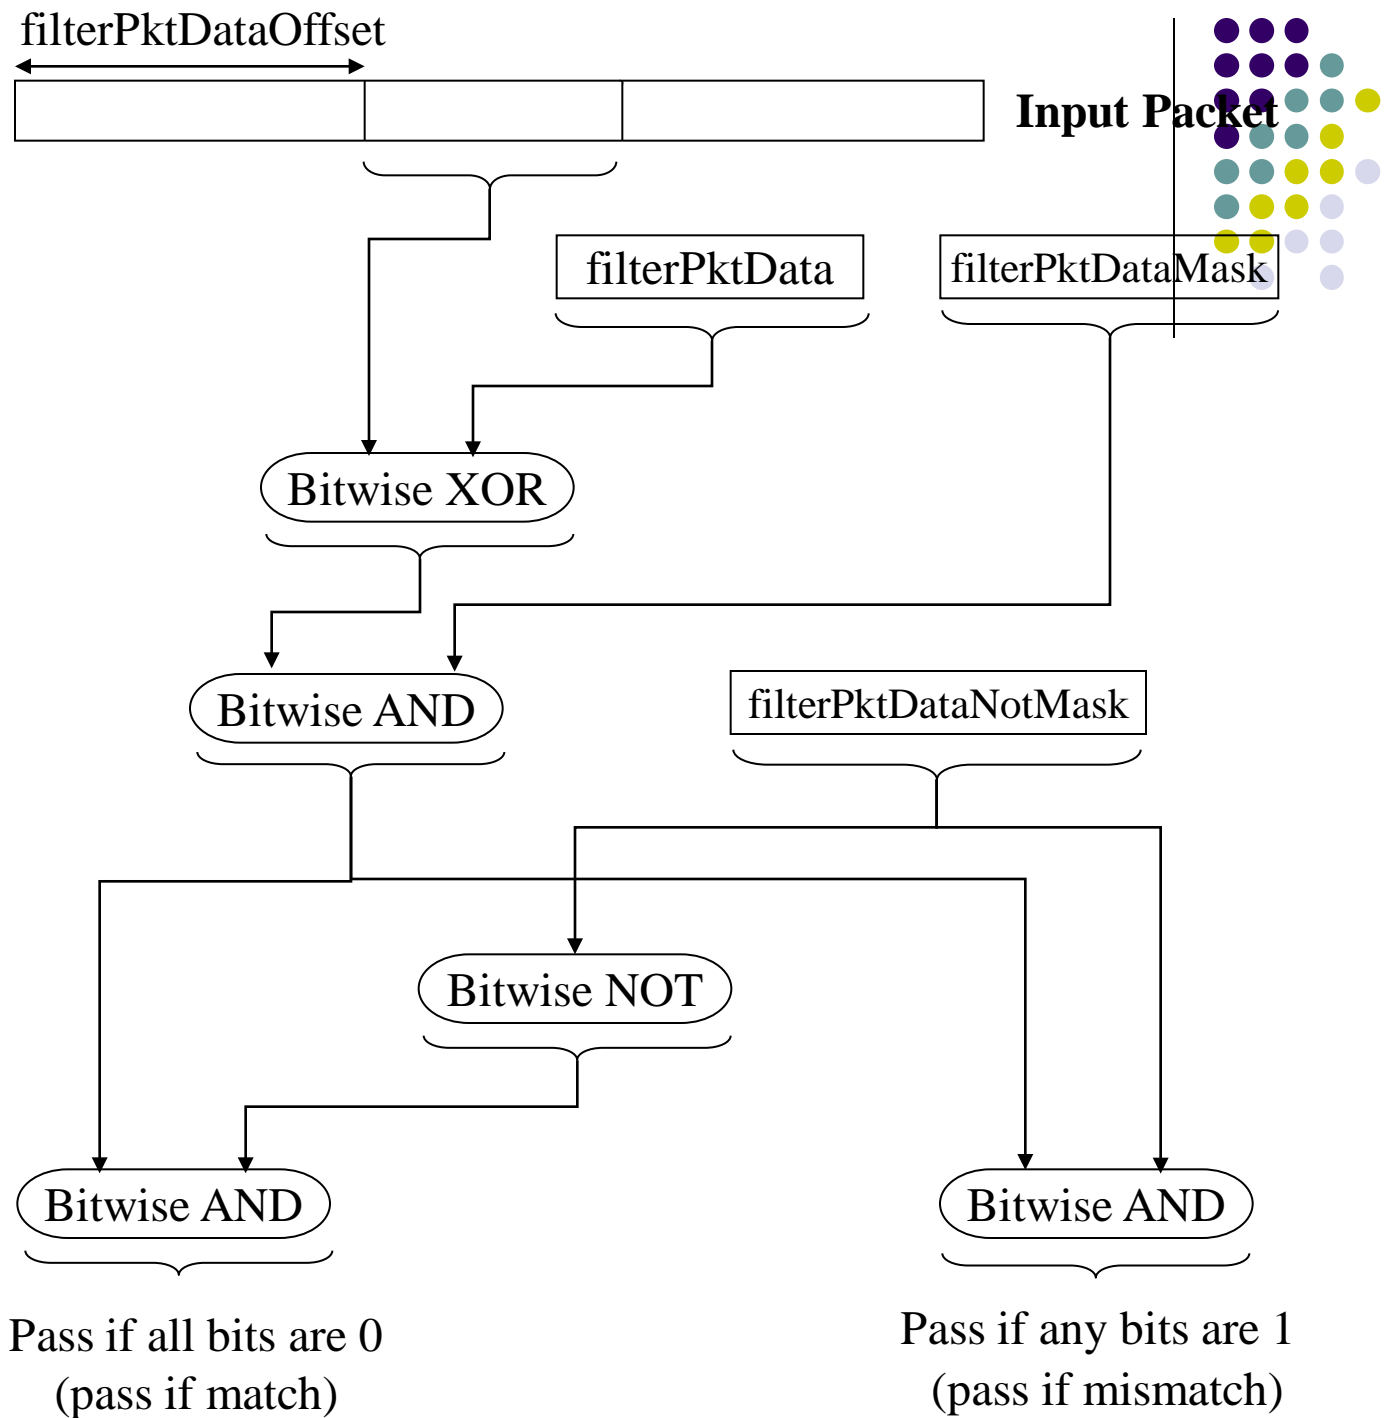 filterPktDataOffset
Input Packet
filterPktData
filterPktDataMask
Bitwise XOR
Bitwise AND
filterPktDataNotMask
Bitwise NOT
Bitwise AND
Bitwise AND
Pass if all bits are 0
(pass if match)
Pass if any bits are 1
(pass if mismatch)